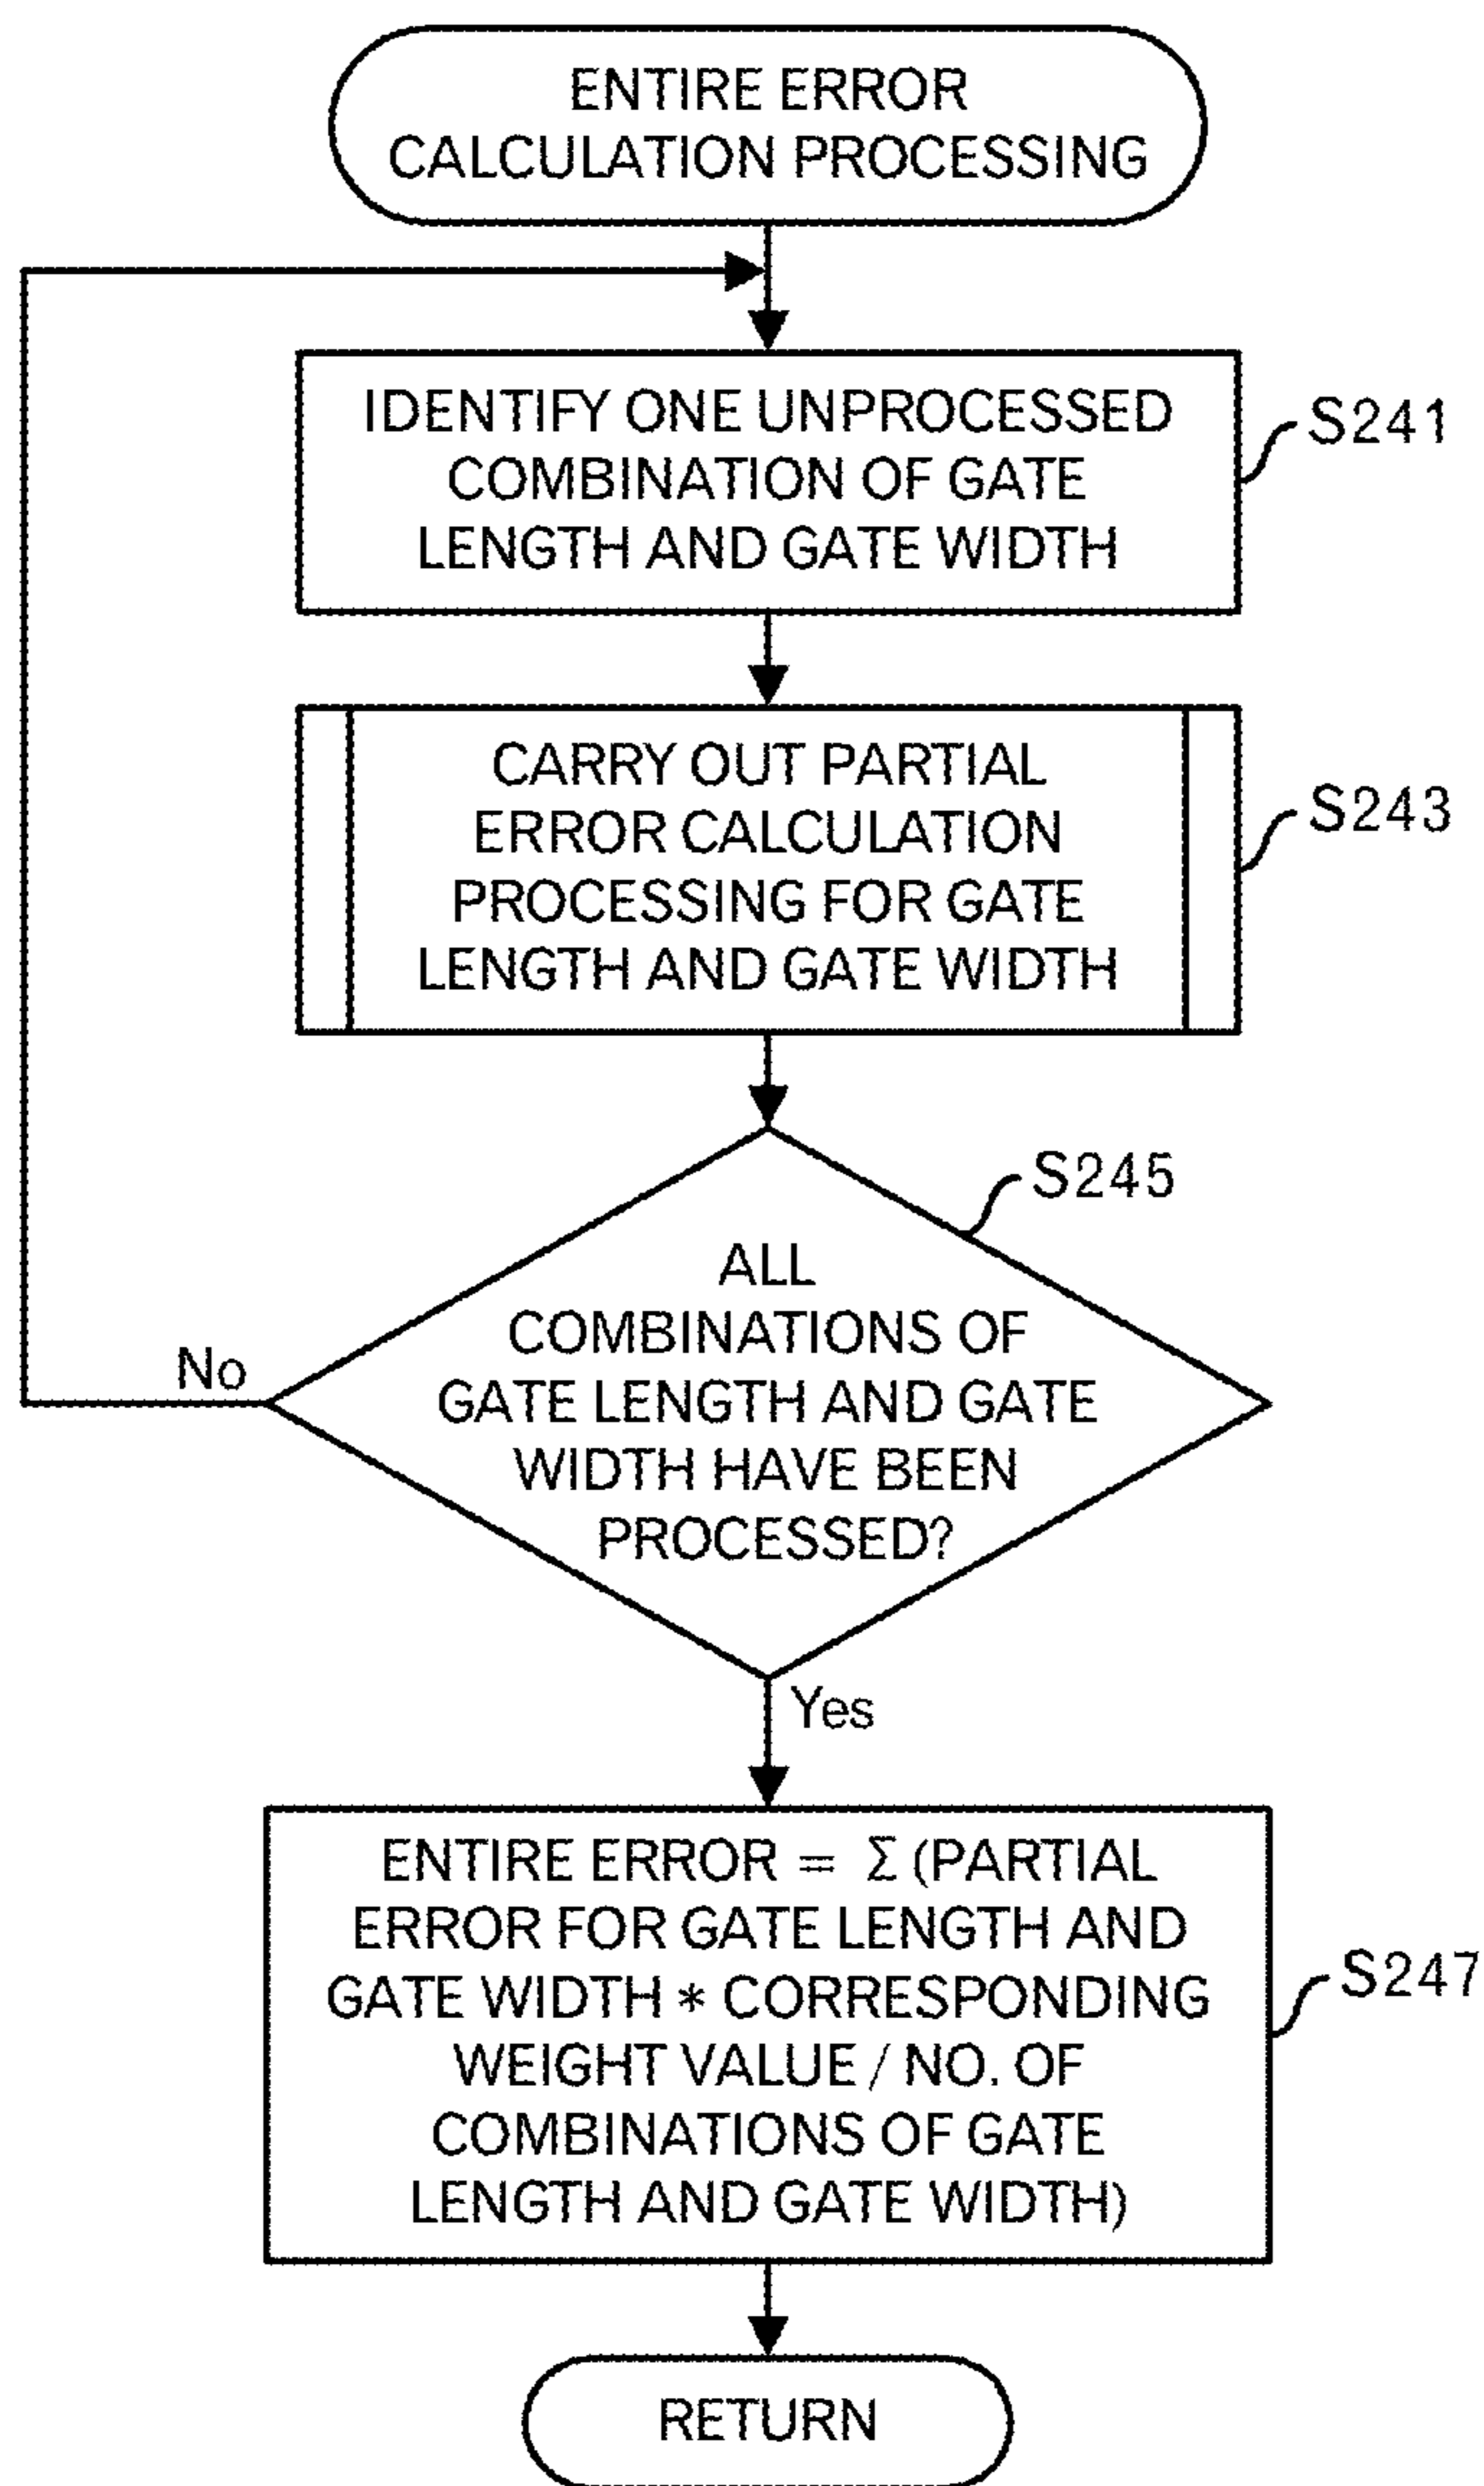 ENTIRE ERROR
CALCULATION PROCESSING
IDENTIFY ONE UNPROCESSED
COMBINATION OF GATE
LENGTH AND GATE WIDTH
S241
CARRY OUT PARTIAL
ERROR CALCULATION
PROCESSING FOR GATE
LENGTH AND GATE WIDTH
S243
S245
ALL
COMBINATIONS OF
GATE LENGTH AND GATE
WIDTH HAVE BEEN
PROCESSED?
No
Yes
ENTIRE ERROR = Σ (PARTIAL
ERROR FOR GATE LENGTH AND
GATE WIDTH * CORRESPONDING
WEIGHT VALUE / NO. OF
COMBINATIONS OF GATE
LENGTH AND GATE WIDTH)
S247
RETURN